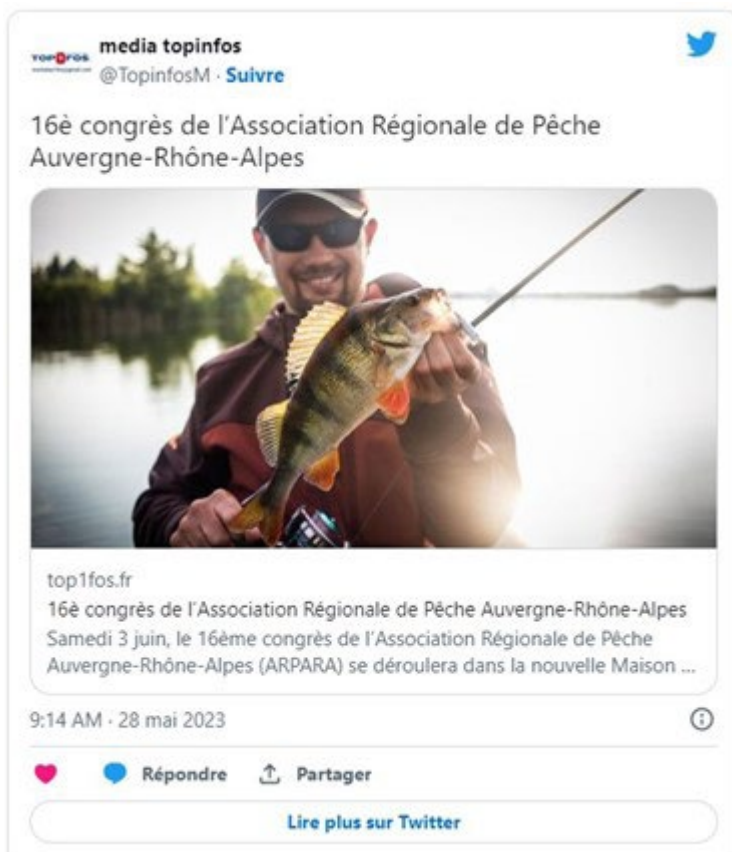 TOP1FOS
media topinfos
@TopinfosM · Suivre
16è congrès de l'Association Régionale de Pêche
Auvergne-Rhône-Alpes
top1fos.fr
16è congrès de l'Association Régionale de Pêche Auvergne-Rhône-Alpes
Samedi 3 juin, le 16ème congrès de l'Association Régionale de Pêche
Auvergne-Rhône-Alpes (ARPARA) se déroulera dans la nouvelle Maison ...
9:14 AM · 28 mai 2023
Répondre
Partager
Lire plus sur Twitter